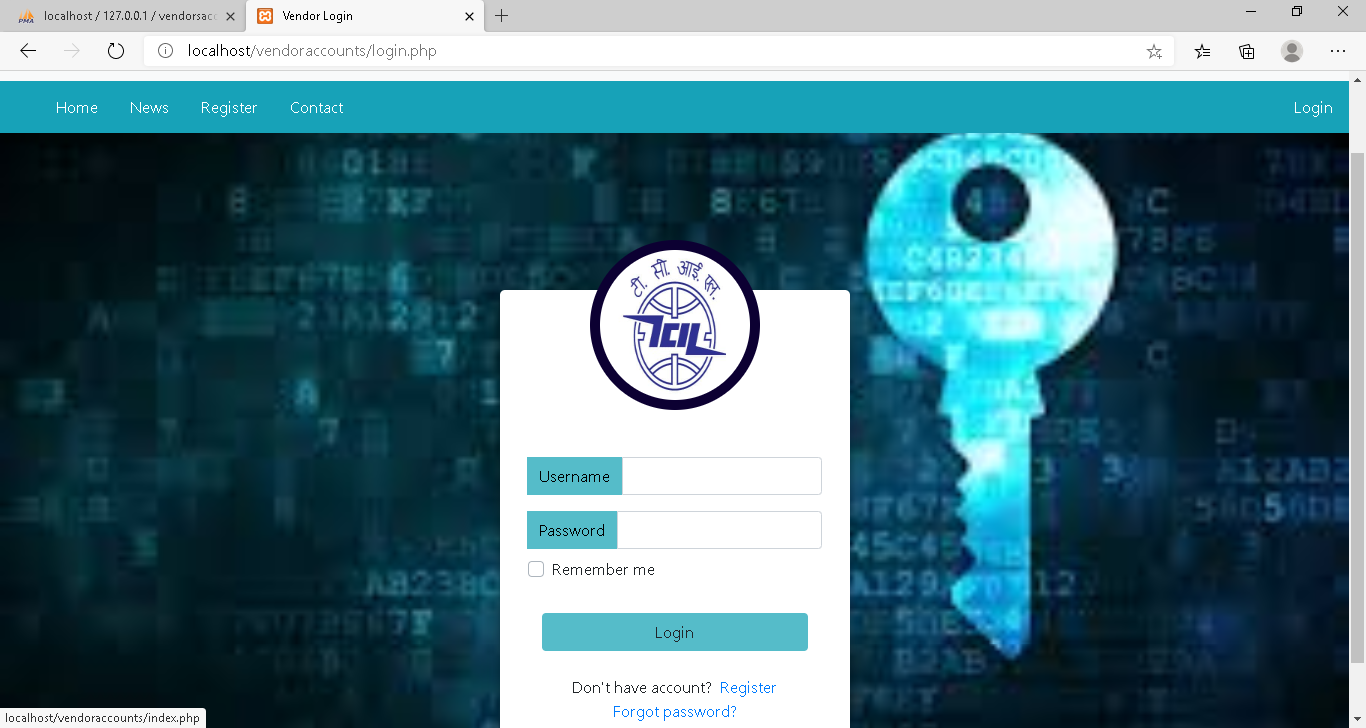 localhost / 127.0.0.1 / vendorsacc
Vendor Login
localhost/vendoraccounts/login.php
Home News Register Contact Login
टी. सी. आई. एल.
TCIL
Username
Password
Remember me
Login
Don't have account? Register
Forgot password?
localhost/vendoraccounts/index.php